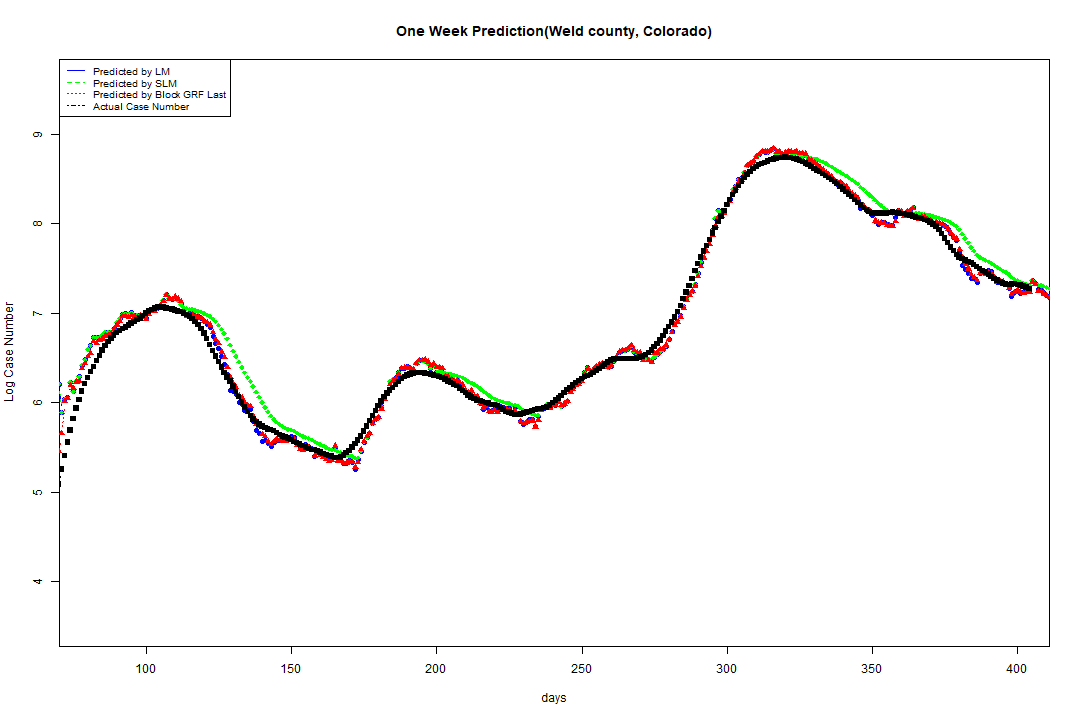 One Week Prediction(Weld county, Colorado)
Predicted by LM
Predicted by SLM
Predicted by Block GRF Last
Actual Case Number
Log Case Number
9
8
7
6
5
4
100 150 200 250 300 350 400
days